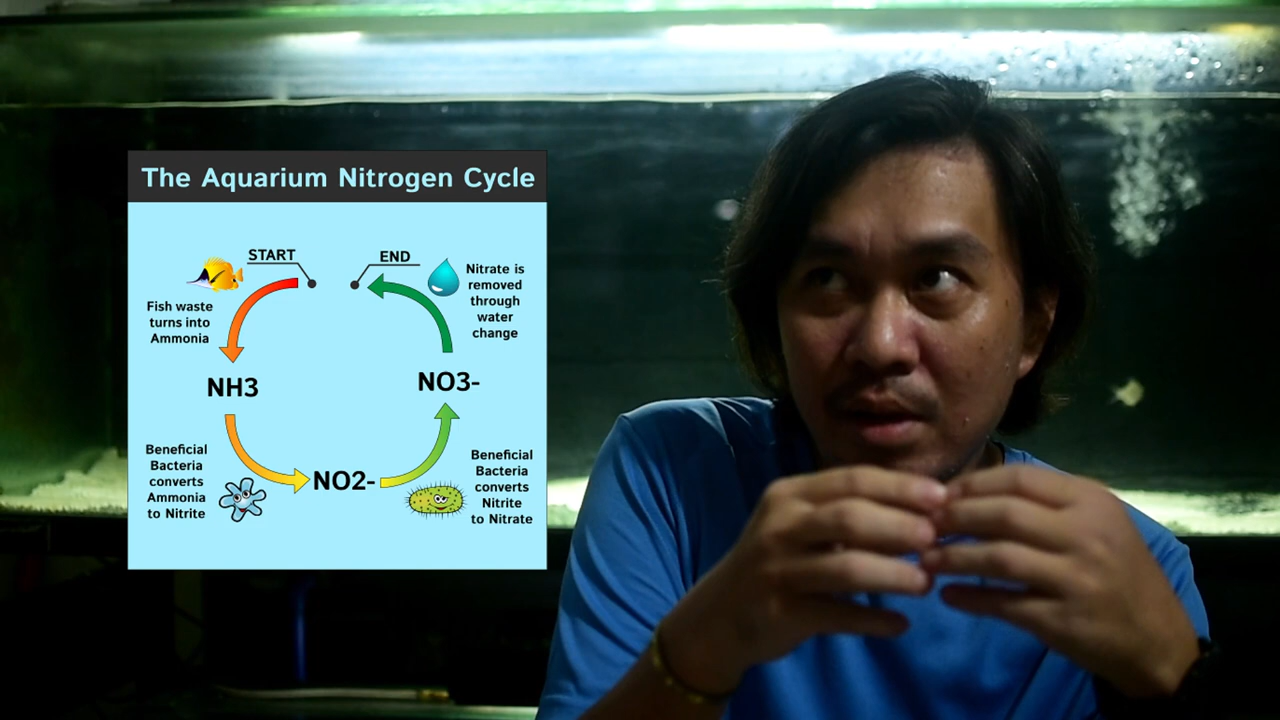 The Aquarium Nitrogen Cycle
START
END
Fish waste
turns into
Ammonia
Nitrate is
removed
through
water
change
NH3
NO3-
Beneficial
Bacteria
converts
Ammonia
to Nitrite
NO2-
Beneficial
Bacteria
converts
Nitrite
to Nitrate